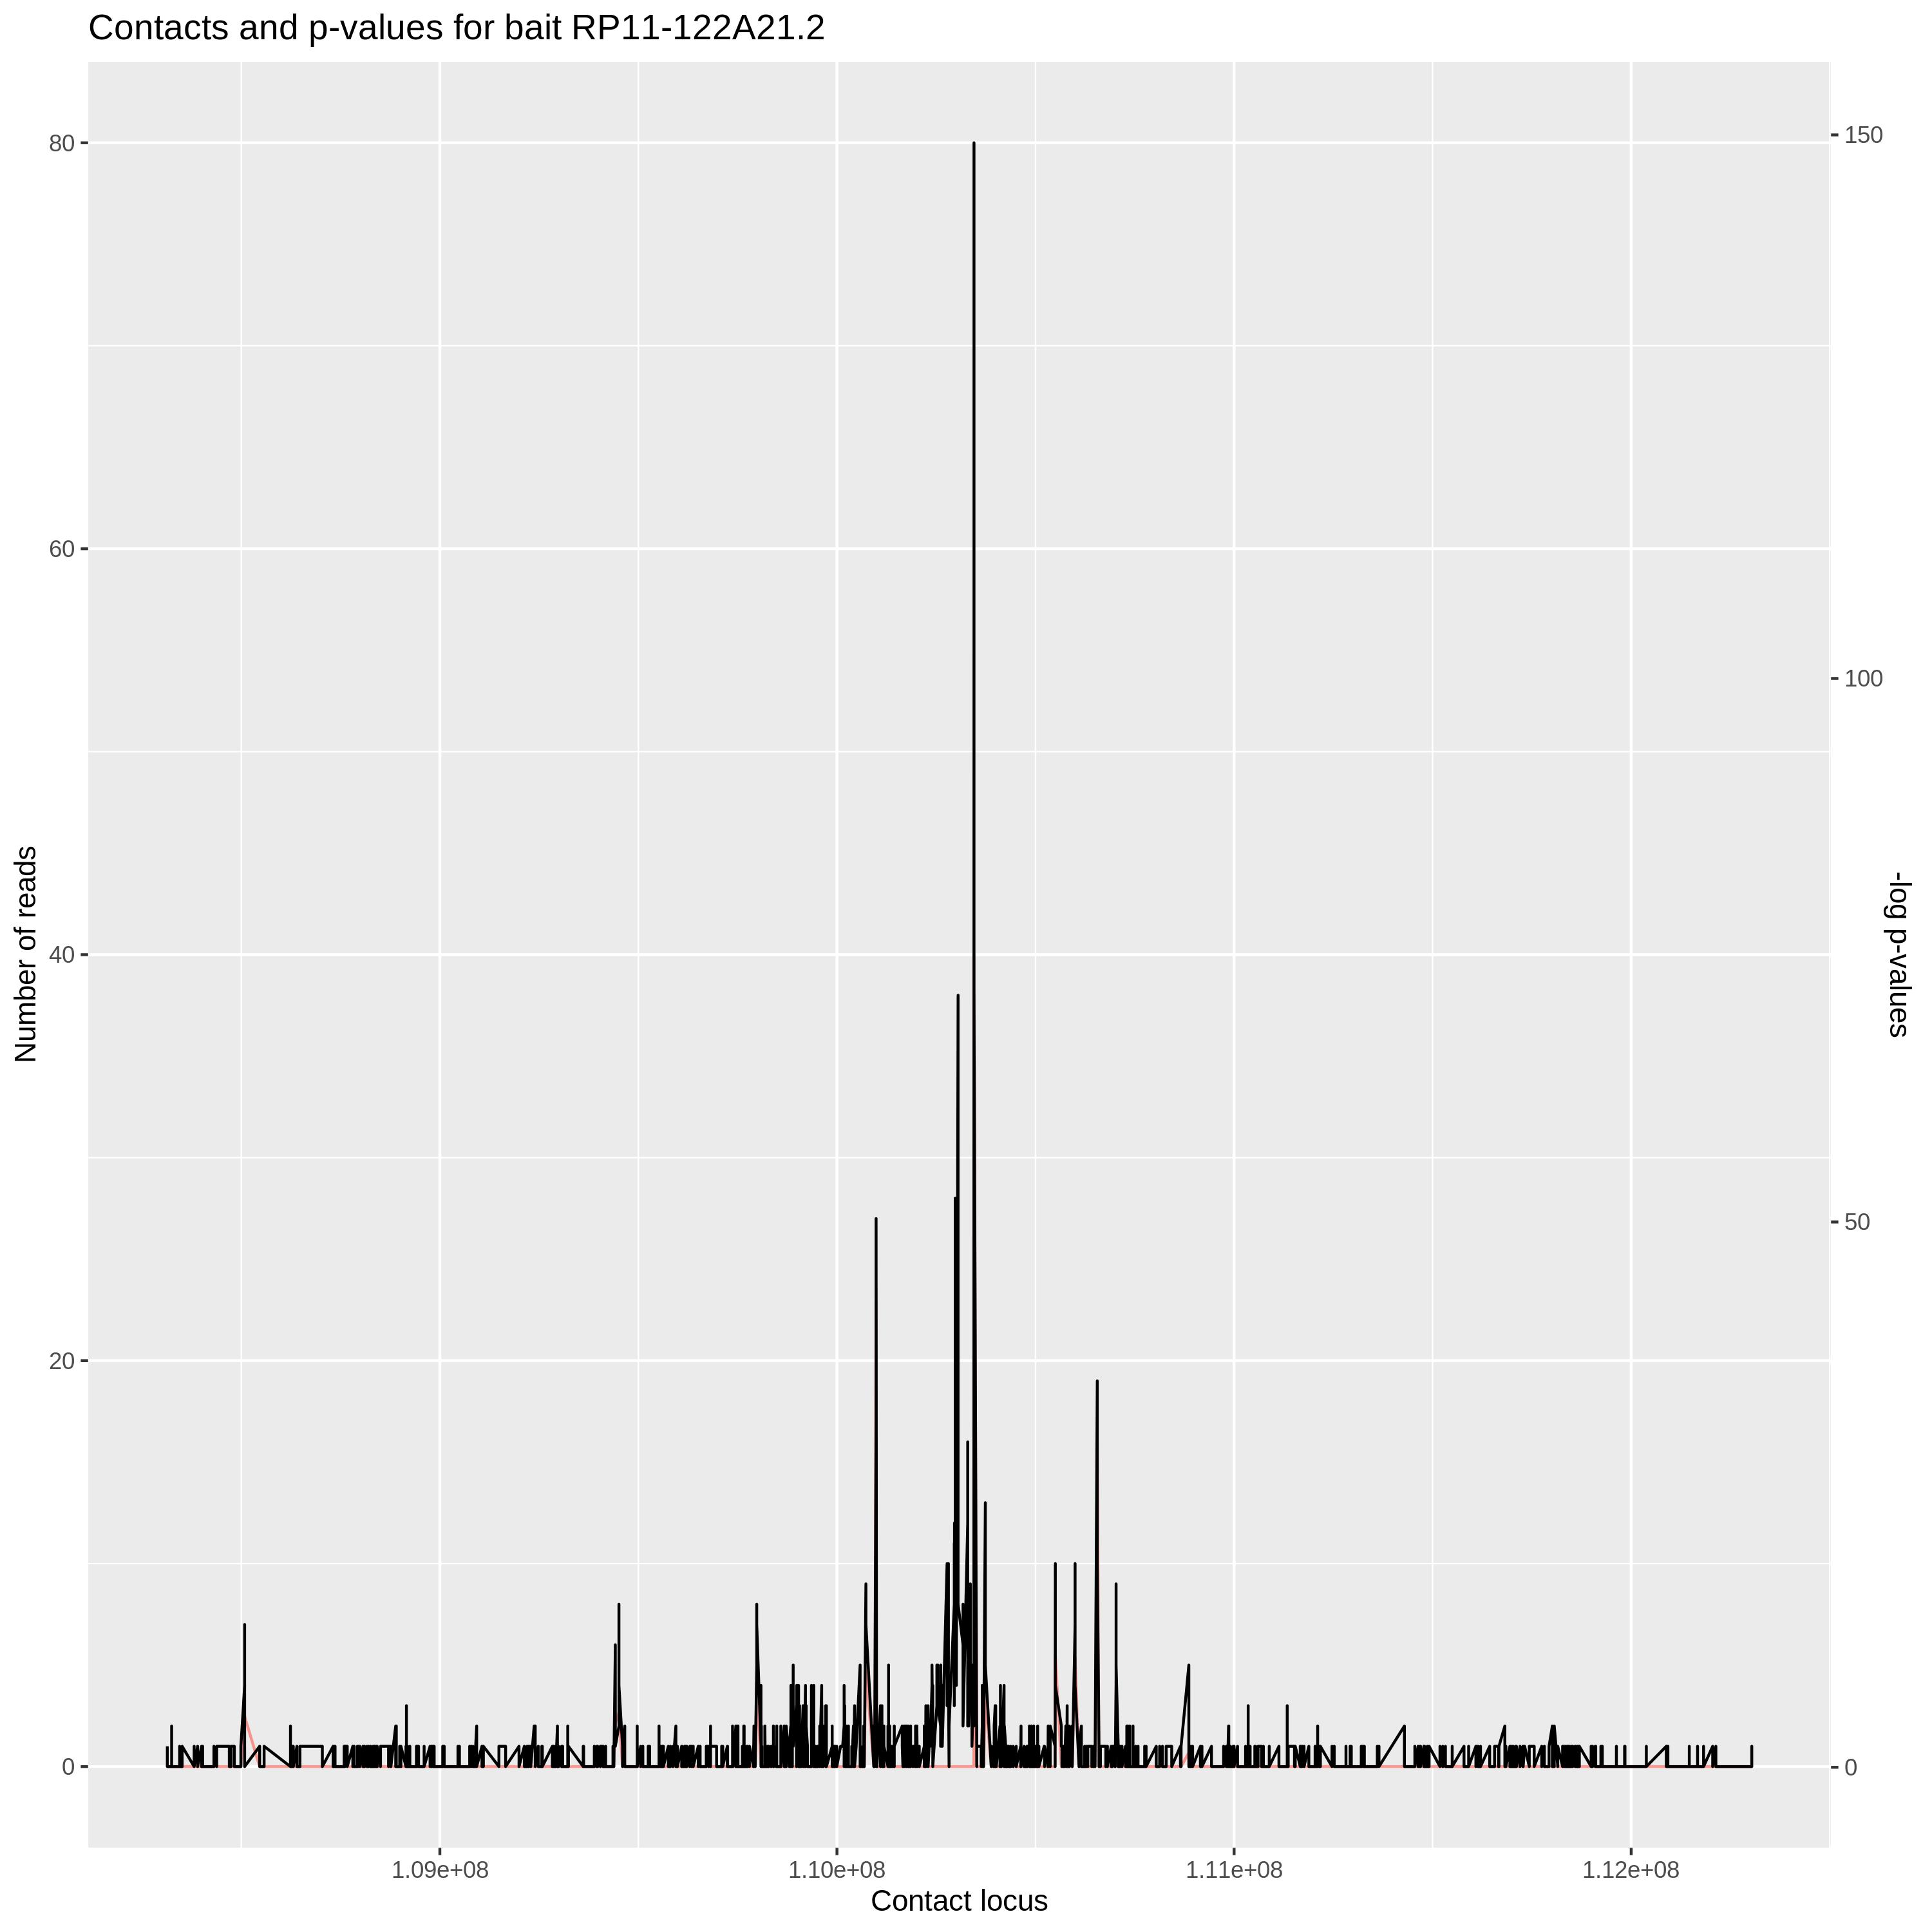 Contacts and p-values for bait RP11-122A21.2
80
60
40
20
0
150
100
50
0
Number of reads
-log p-values
1.09e+08
1.10e+08
1.11e+08
1.12e+08
Contact locus